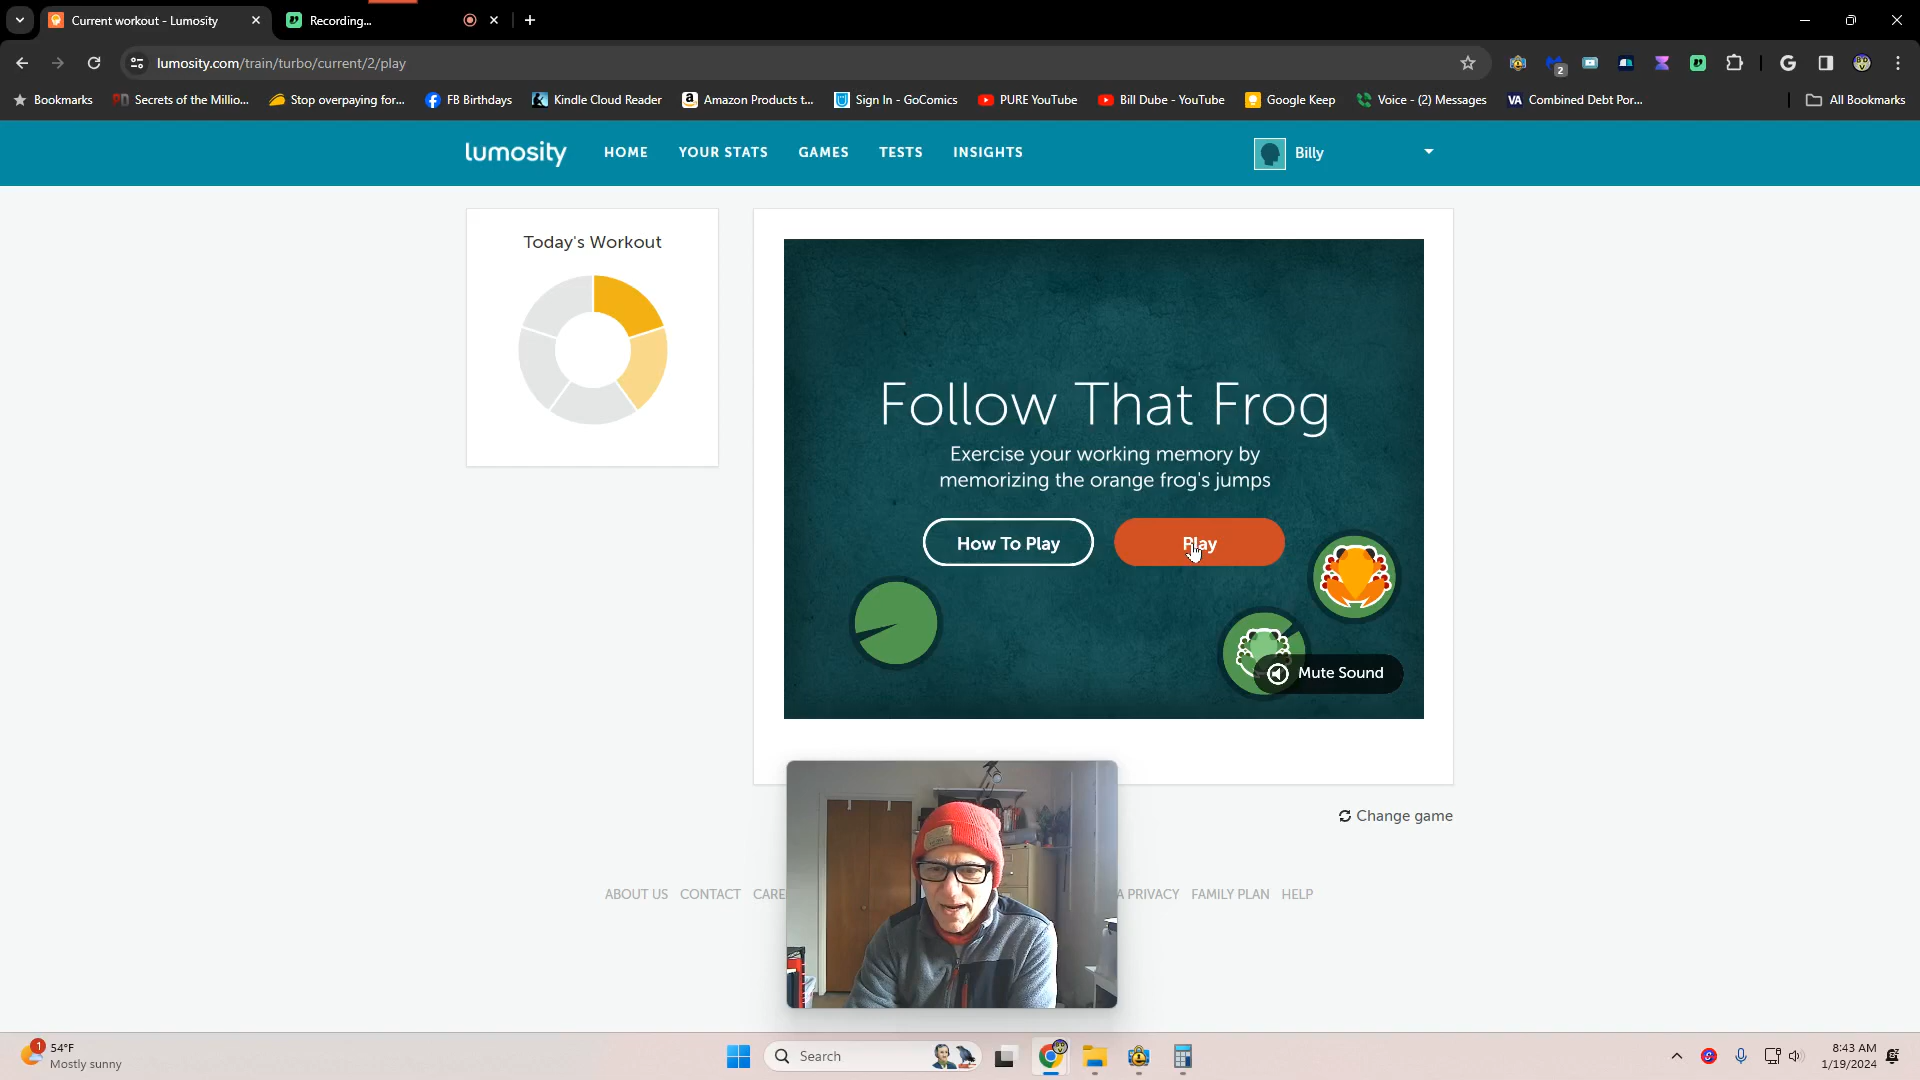 Current workout - Lumosity
Recording...
lumosity.com/train/turbo/current/2/play
2
Bookmarks
Secrets of the Millio...
Stop overpaying for...
FB Birthdays
Kindle Cloud Reader
Amazon Products t...
Sign In - GoComics
PURE YouTube
Bill Dube - YouTube
Google Keep
Voice - (2) Messages
VA Combined Debt Por...
All Bookmarks
lumosity
HOME
YOUR STATS
GAMES
TESTS
INSIGHTS
Billy
Today's Workout
Follow That Frog
Exercise your working memory by
memorizing the orange frog's jumps
How To Play
Play
Mute Sound
Change game
ABOUT US
CONTACT
CARE
A PRIVACY
FAMILY PLAN
HELP
1
54°F
Mostly sunny
Search
8:43 AM
1/19/2024